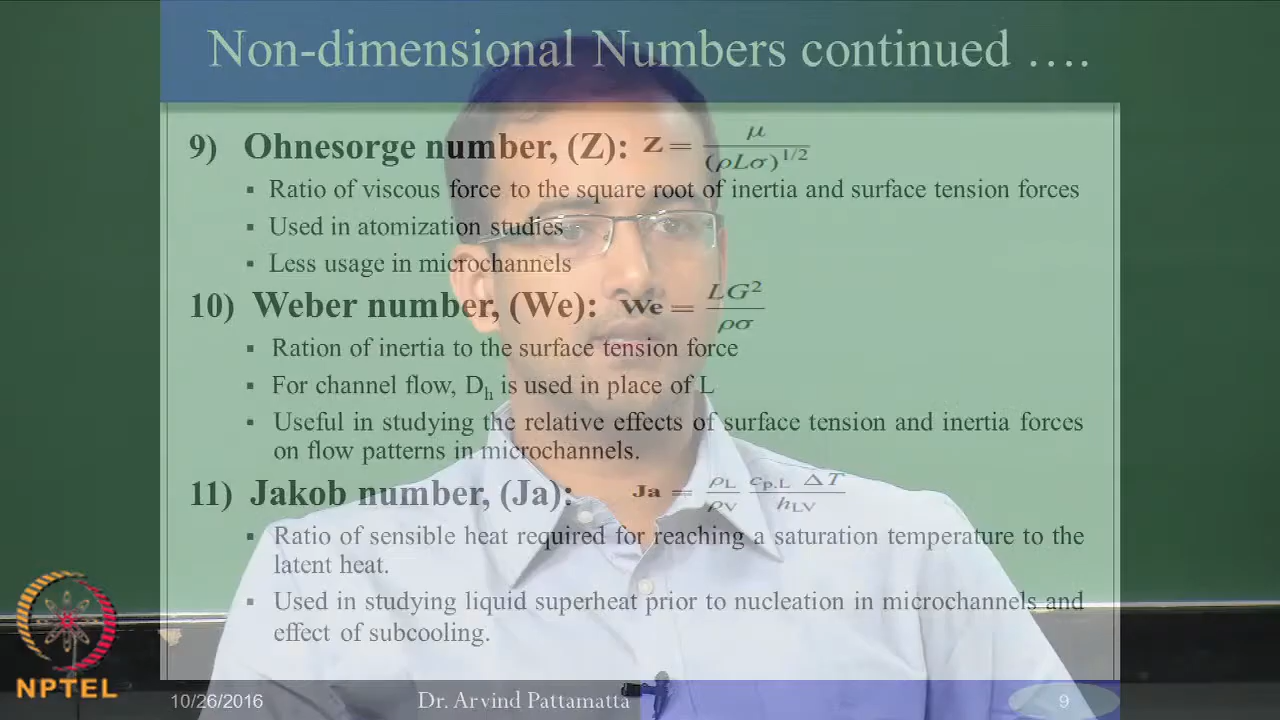 Non-dimensional Numbers continued ….
9) Ohnesorge number, (Z): Z = μ / (ρLσ)^1/2
▪ Ratio of viscous force to the square root of inertia and surface tension forces
▪ Used in atomization studies
▪ Less usage in microchannels
10) Weber number, (We): We = LG² / ρσ
▪ Ration of inertia to the surface tension force
▪ For channel flow, Dₕ is used in place of L
▪ Useful in studying the relative effects of surface tension and inertia forces
on flow patterns in microchannels.
11) Jakob number, (Ja): Ja = ρ_L / ρ_V c_p,L ΔT / h_LV
▪ Ratio of sensible heat required for reaching a saturation temperature to the
latent heat.
▪ Used in studying liquid superheat prior to nucleation in microchannels and
effect of subcooling.
NPTEL
10/26/2016 Dr. Arvind Pattamatta 9